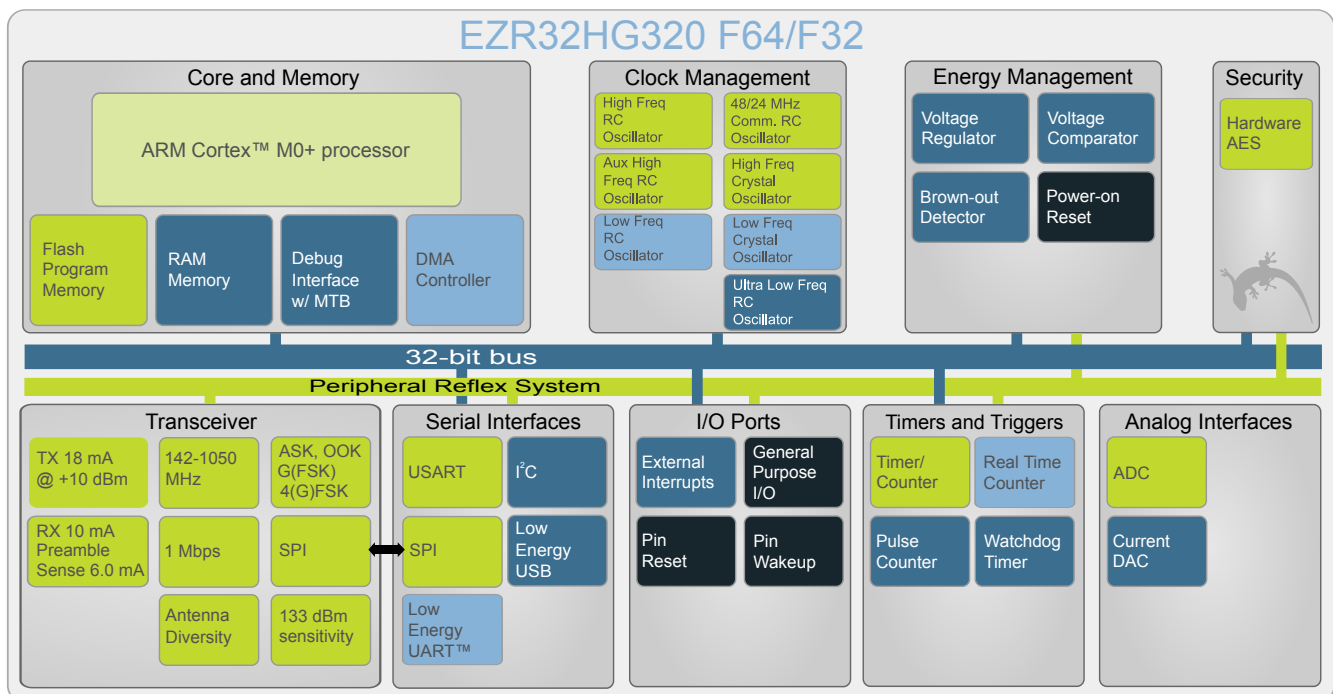 EZR32HG320 F64/F32
Core and Memory
ARM Cortex™ M0+ processor
Flash
Program
Memory
RAM
Memory
Debug
Interface
w/ MTB
DMA
Controller
Clock Management
High Freq
RC
Oscillator
48/24 MHz
Comm. RC
Oscillator
Aux High
Freq RC
Oscillator
High Freq
Crystal
Oscillator
Low Freq
RC
Oscillator
Low Freq
Crystal
Oscillator
Ultra Low Freq
RC
Oscillator
Energy Management
Voltage
Regulator
Voltage
Comparator
Brown-out
Detector
Power-on
Reset
Security
Hardware
AES
32-bit bus
Peripheral Reflex System
Transceiver
TX 18 mA
@ +10 dBm
142-1050
MHz
ASK, OOK
G(FSK)
4(G)FSK
RX 10 mA
Preamble
Sense 6.0 mA
1 Mbps
SPI
Antenna
Diversity
133 dBm
sensitivity
Serial Interfaces
USART
I²C
SPI
Low
Energy
USB
Low
Energy
UART™
I/O Ports
External
Interrupts
General
Purpose
I/O
Pin
Reset
Pin
Wakeup
Timers and Triggers
Timer/
Counter
Real Time
Counter
Pulse
Counter
Watchdog
Timer
Analog Interfaces
ADC
Current
DAC